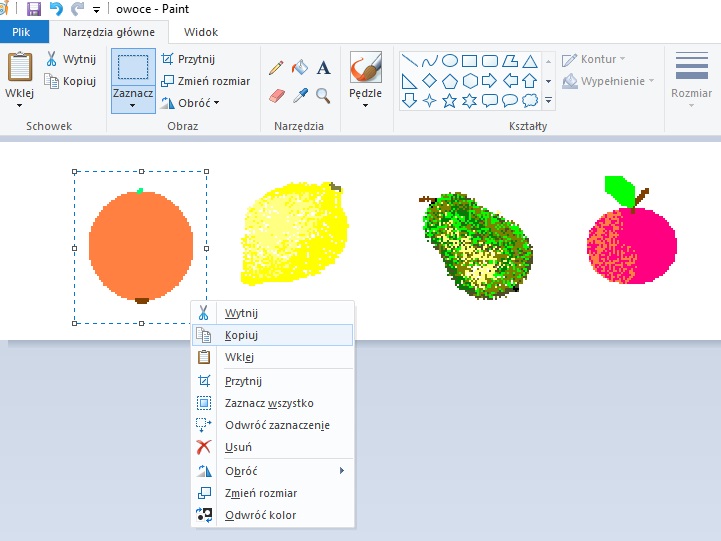 owoce - Paint
Plik Narzędzia główne Widok
Wklej
Wytnij
Kopiuj
Schowek
Zaznacz
Przytnij
Zmień rozmiar
Obróć
Obraz
A
Narzędzia
Pędzle
Kształty
Kontur
Wypełnienie
Rozmiar
Wytnij
Kopiuj
Wklej
Przytnij
Zaznacz wszystko
Odwróć zaznaczenie
Usuń
Obróć
Zmień rozmiar
Odwróć kolor